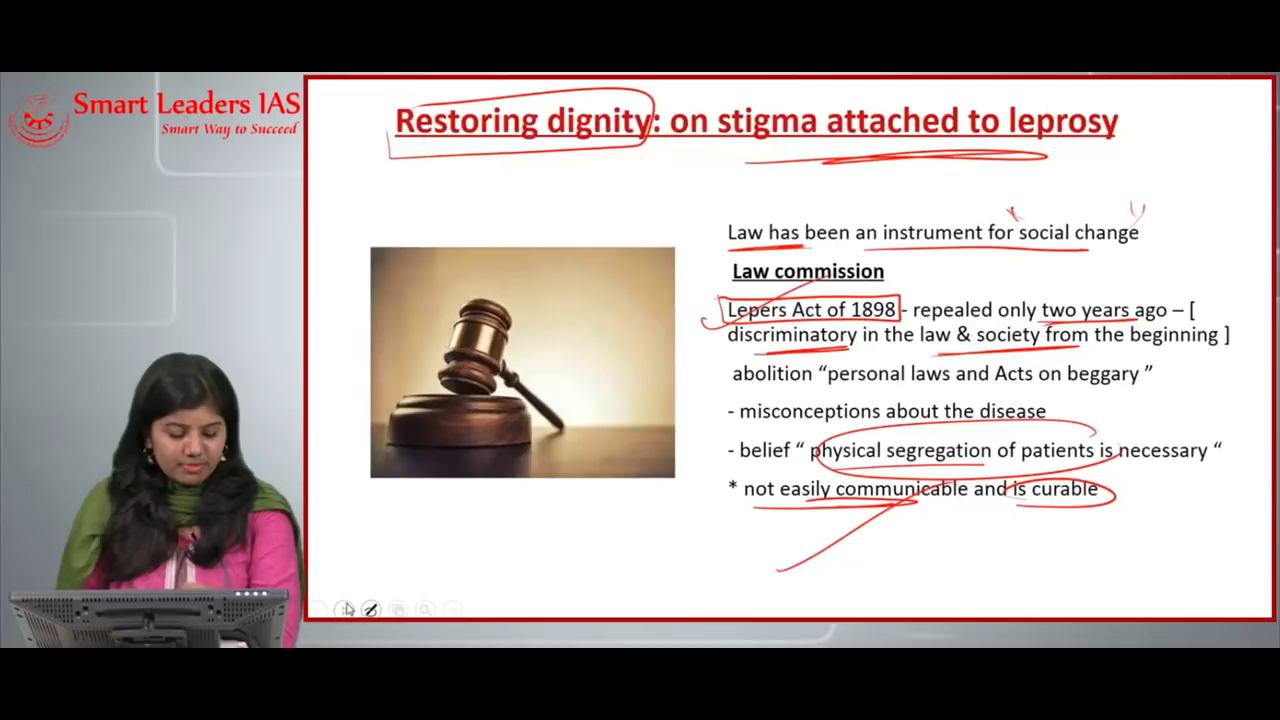 Smart Leaders IAS
Smart Way to Succeed
Restoring dignity: on stigma attached to leprosy
Law has been an instrument for social change
Law commission
Lepers Act of 1898 - repealed only two years ago – [
discriminatory in the law & society from the beginning ]
abolition “personal laws and Acts on beggary ”
- misconceptions about the disease
- belief “ physical segregation of patients is necessary “
* not easily communicable and is curable